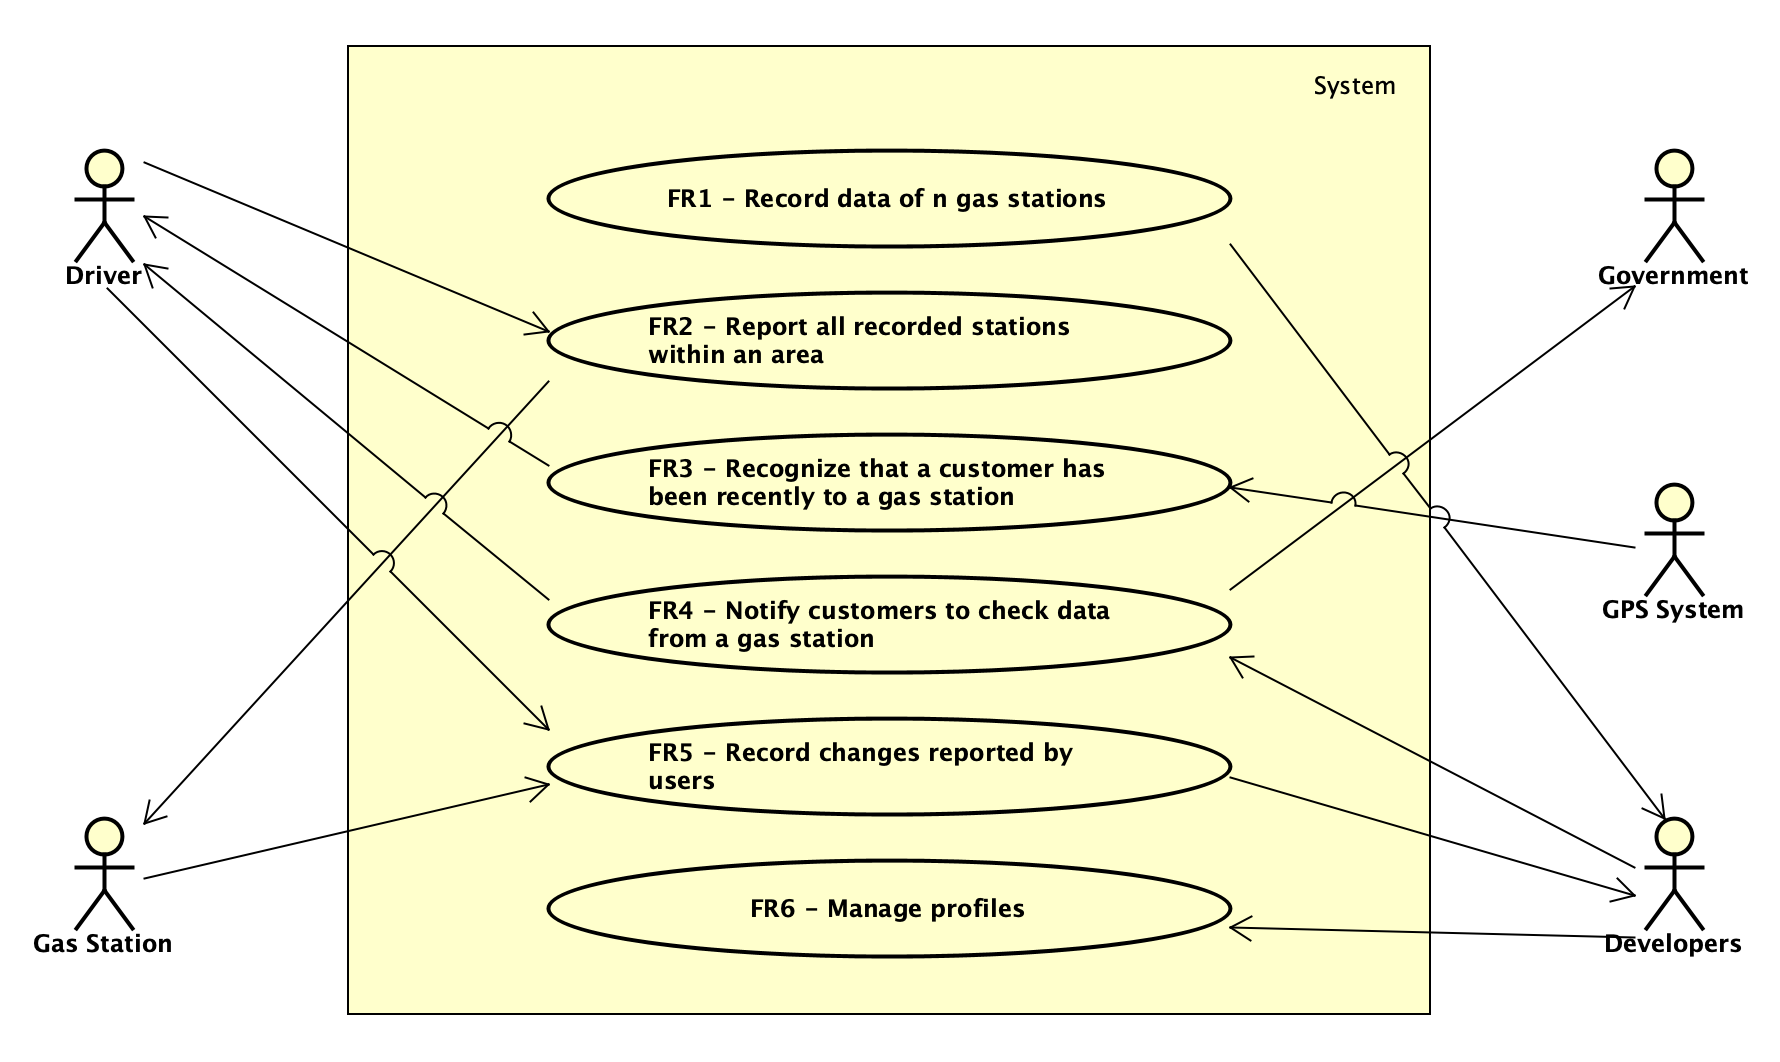 System
Driver
Gas Station
FR1 – Record data of n gas stations
FR2 – Report all recorded stations
within an area
FR3 – Recognize that a customer has
been recently to a gas station
FR4 – Notify customers to check data
from a gas station
FR5 – Record changes reported by
users
FR6 – Manage profiles
Government
GPS System
Developers